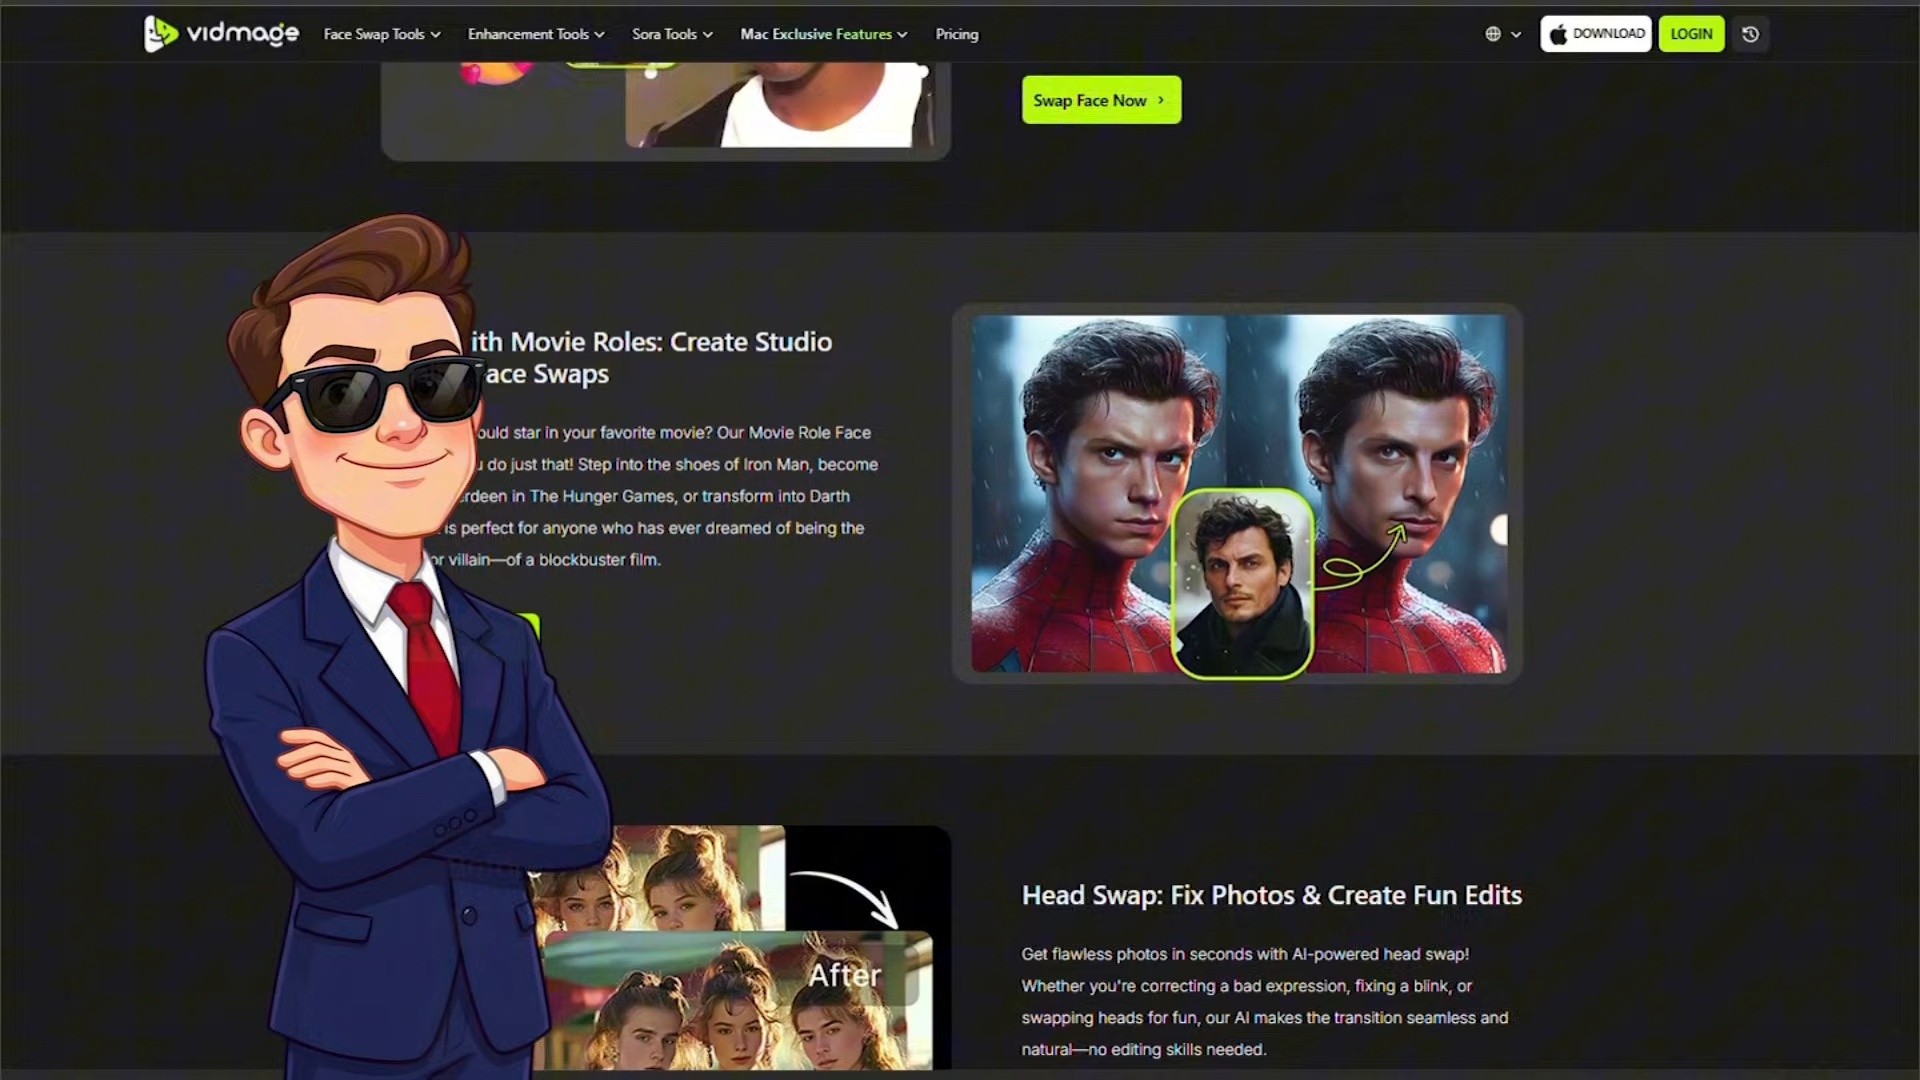 vidmage
Face Swap Tools
Enhancement Tools
Sora Tools
Mac Exclusive Features
Pricing
DOWNLOAD
LOGIN
Swap Face Now
ith Movie Roles: Create Studio
ace Swaps
ould star in your favorite movie? Our Movie Role Face
u do just that! Step into the shoes of Iron Man, become
erdeen in The Hunger Games, or transform into Darth
is perfect for anyone who has ever dreamed of being the
or villain—of a blockbuster film.
After
Head Swap: Fix Photos & Create Fun Edits
Get flawless photos in seconds with AI-powered head swap!
Whether you're correcting a bad expression, fixing a blink, or
swapping heads for fun, our AI makes the transition seamless and
natural—no editing skills needed.